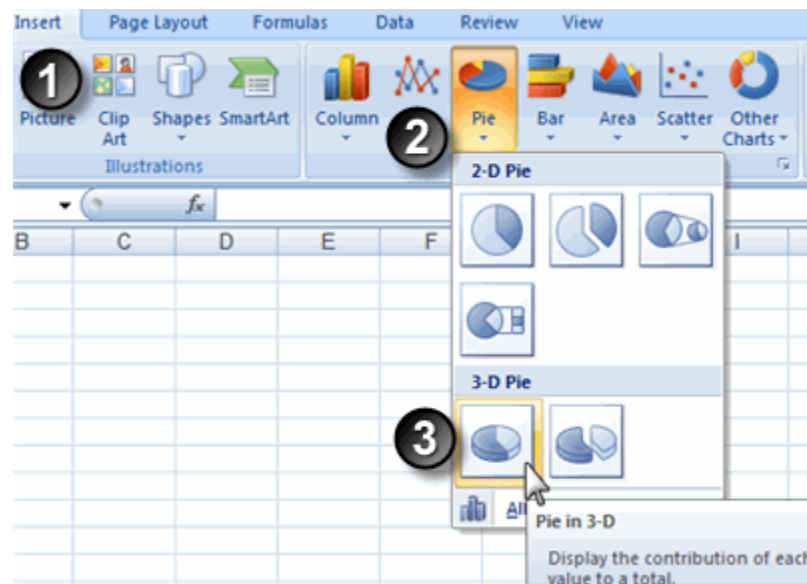 Insert Page Layout Formulas Data Review View
1
Picture Clip Art Shapes SmartArt Column Pie Bar Area Scatter Other Charts
2
Illustrations
2-D Pie
fx
B C D E F I
3-D Pie
3
Pie in 3-D
Display the contribution of each
value to a total.